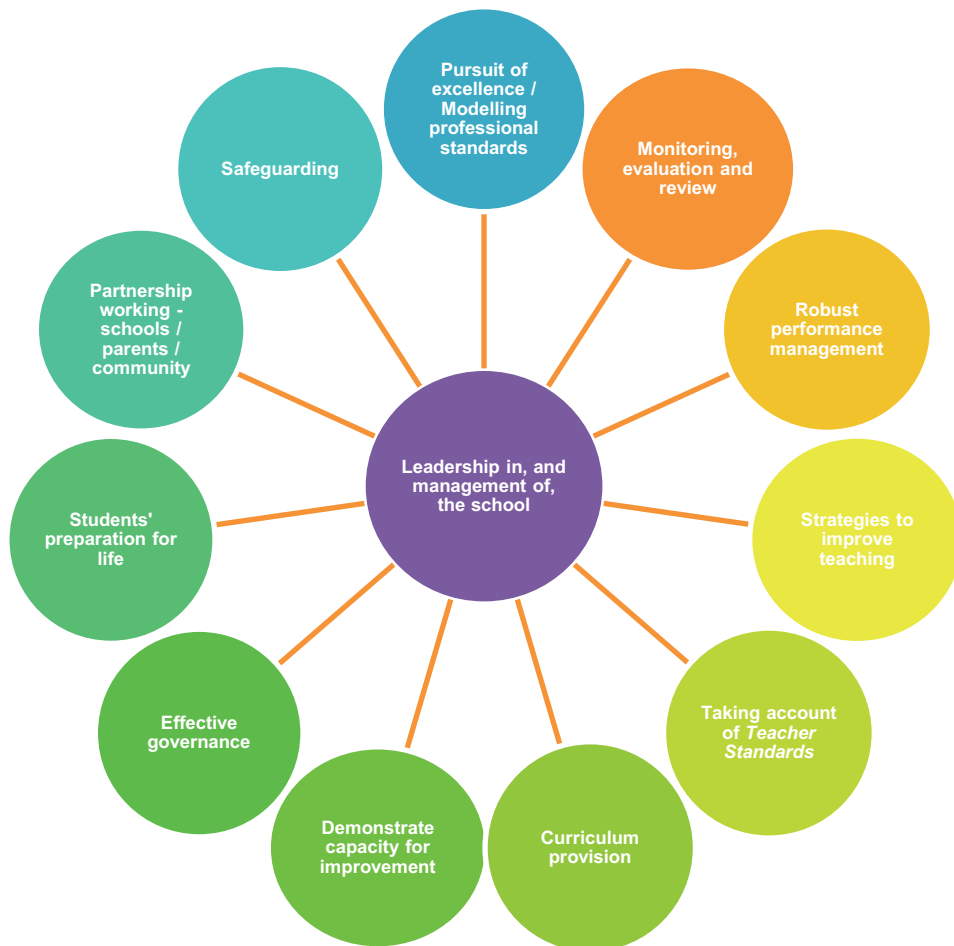 Pursuit of
excellence /
Modelling
professional
standards
Monitoring,
evaluation and
review
Robust
performance
management
Strategies to
improve
teaching
Taking account
of Teacher
Standards
Curriculum
provision
Demonstrate
capacity for
improvement
Effective
governance
Students'
preparation for
life
Partnership
working -
schools /
parents /
community
Safeguarding
Leadership in, and
management of,
the school